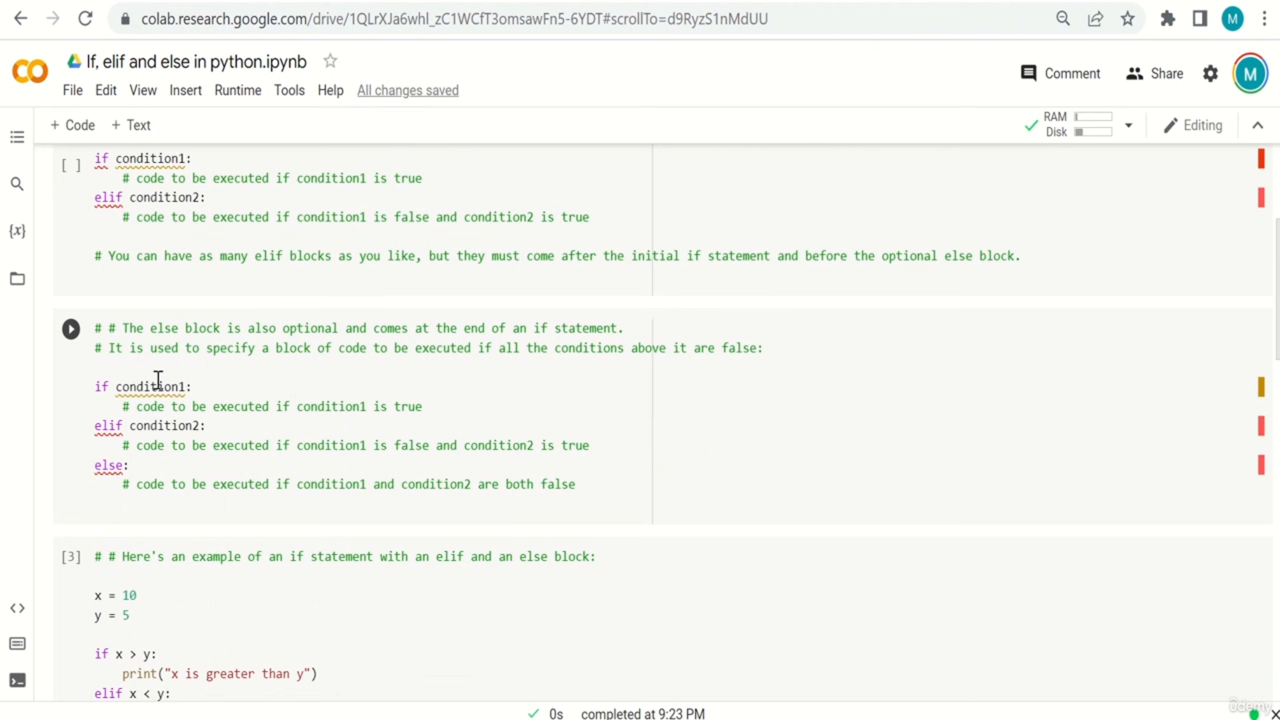 colab.research.google.com/drive/1QLrXJa6whl_zC1WCfT3omsawFn5-6YDT#scrollTo=d9RyzS1nMdUU
M
If, elif and else in python.ipynb
File Edit View Insert Runtime Tools Help All changes saved
Comment Share M
+ Code + Text
RAM
Disk
Editing
[ ] if condition1:
# code to be executed if condition1 is true
elif condition2:
# code to be executed if condition1 is false and condition2 is true
# You can have as many elif blocks as you like, but they must come after the initial if statement and before the optional else block.
{x}
# # The else block is also optional and comes at the end of an if statement.
# It is used to specify a block of code to be executed if all the conditions above it are false:
if condition1:
# code to be executed if condition1 is true
elif condition2:
# code to be executed if condition1 is false and condition2 is true
else:
# code to be executed if condition1 and condition2 are both false
[3] # # Here's an example of an if statement with an elif and an else block:
x = 10
y = 5
if x > y:
print("x is greater than y")
elif x < y:
0s completed at 9:23 PM
ûdemy